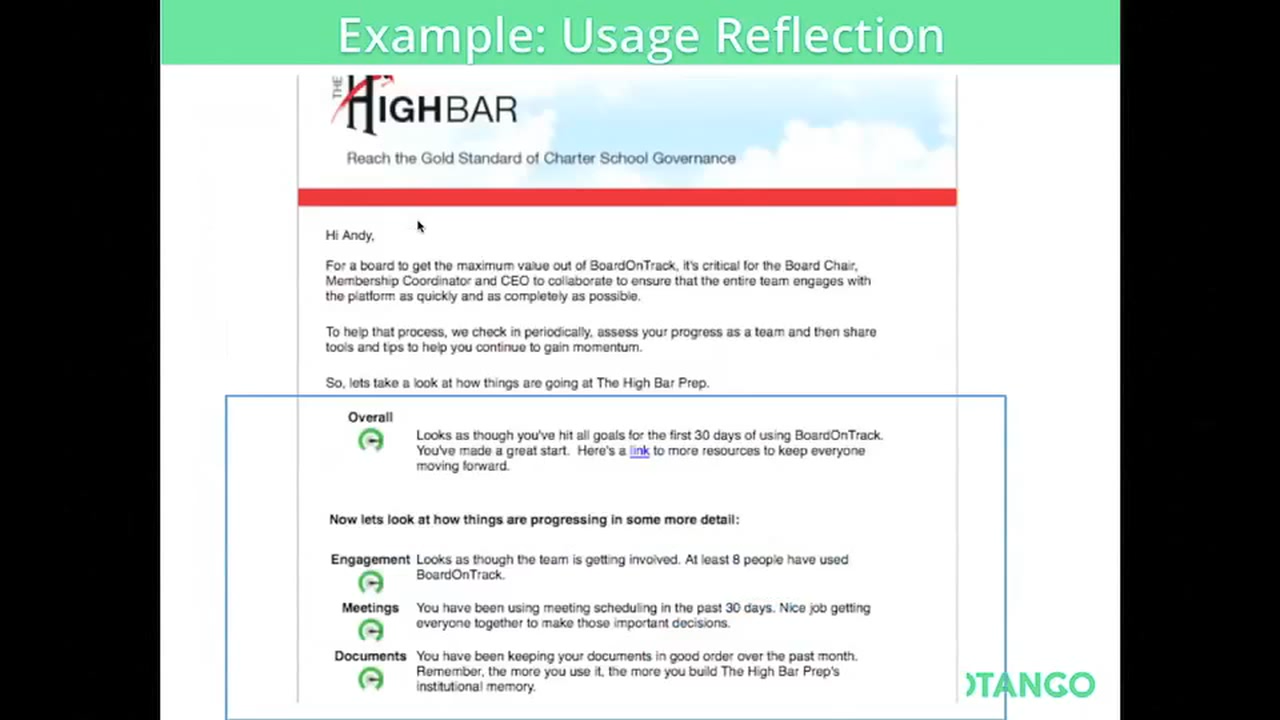 Example: Usage Reflection
THE HIGHBAR
Reach the Gold Standard of Charter School Governance
Hi Andy,
For a board to get the maximum value out of BoardOnTrack, it's critical for the Board Chair,
Membership Coordinator and CEO to collaborate to ensure that the entire team engages with
the platform as quickly and as completely as possible.
To help that process, we check in periodically, assess your progress as a team and then share
tools and tips to help you continue to gain momentum.
So, lets take a look at how things are going at The High Bar Prep.
Overall
Looks as though you've hit all goals for the first 30 days of using BoardOnTrack.
You've made a great start. Here's a link to more resources to keep everyone
moving forward.
Now lets look at how things are progressing in some more detail:
Engagement Looks as though the team is getting involved. At least 8 people have used
BoardOnTrack.
Meetings You have been using meeting scheduling in the past 30 days. Nice job getting
everyone together to make those important decisions.
Documents You have been keeping your documents in good order over the past month.
Remember, the more you use it, the more you build The High Bar Prep's
institutional memory.
OTANGO